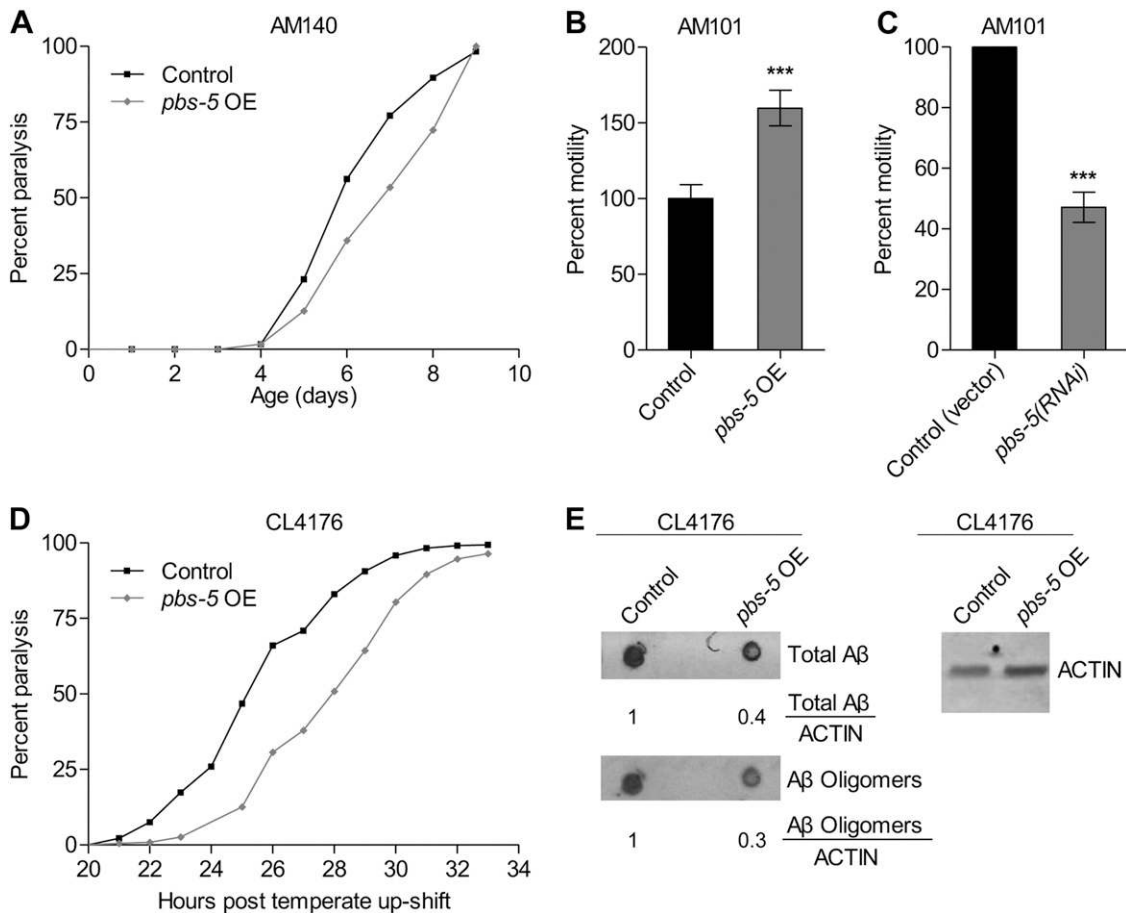 A
AM140
Control
pbs-5 OE
Percent paralysis
100
75
50
25
0
0 2 4 6 8 10
Age (days)
B
AM101
Percent motility
200
150
100
50
0
***
Control
pbs-5 OE
C
AM101
Percent motility
100
80
60
40
20
0
***
Control (vector)
pbs-5(RNAi)
D
CL4176
Control
pbs-5 OE
Percent paralysis
100
75
50
25
0
20 22 24 26 28 30 32 34
Hours post temperate up-shift
E
CL4176
Control
pbs-5 OE
Total Aβ
1 0.4
Total Aβ
ACTIN
Aβ Oligomers
1 0.3
Aβ Oligomers
ACTIN
CL4176
Control
pbs-5 OE
ACTIN